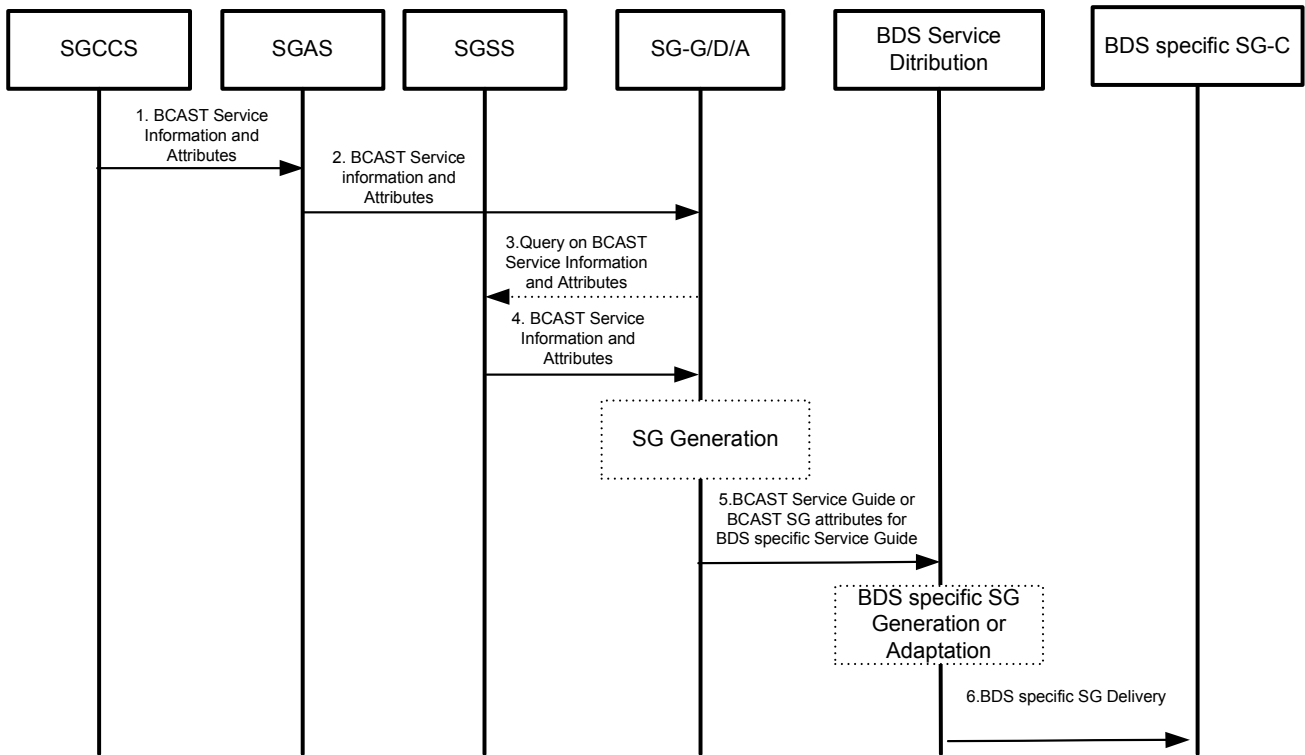 SGCCS
SGAS
SGSS
SG-G/D/A
BDS Service
Ditribution
BDS specific SG-C
1. BCAST Service
Information and
Attributes
2. BCAST Service
information and
Attributes
3.Query on BCAST
Service Information
and Attributes
4. BCAST Service
Information and
Attributes
SG Generation
5.BCAST Service Guide or
BCAST SG attributes for
BDS specific Service Guide
BDS specific SG
Generation or
Adaptation
6.BDS specific SG Delivery